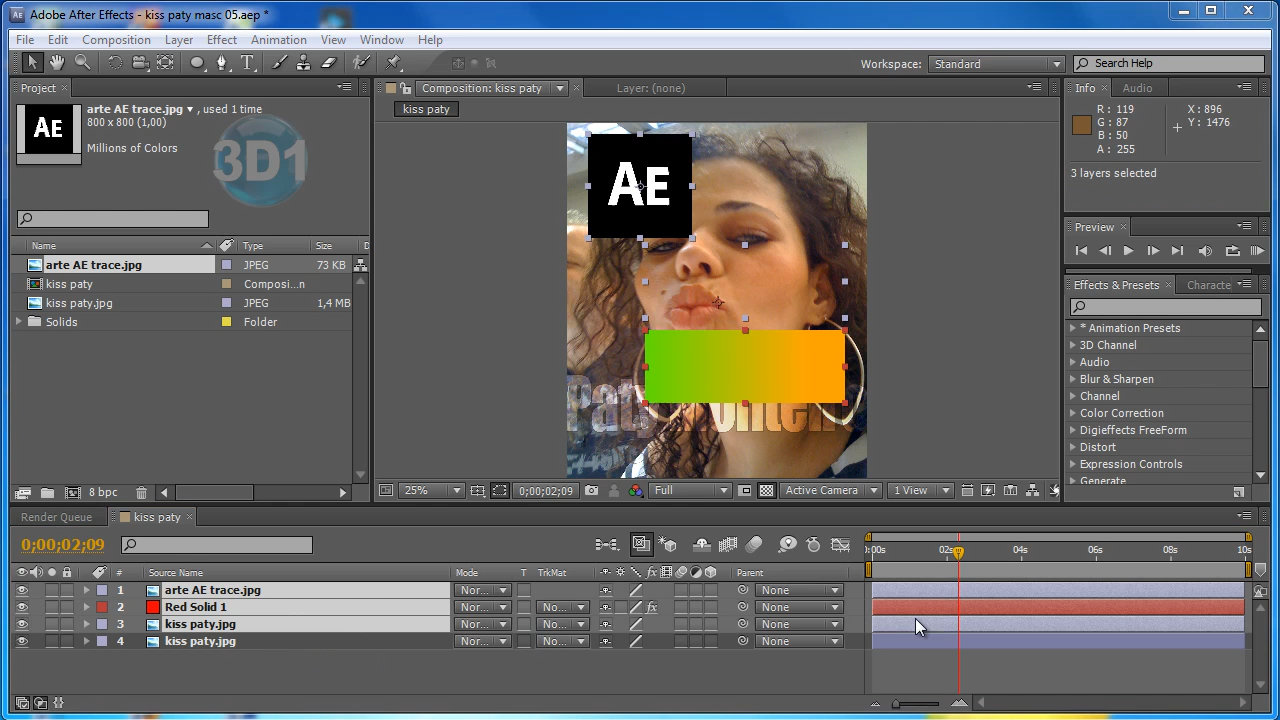 Adobe After Effects - kiss paty masc 05.aep *
File Edit Composition Layer Effect Animation View Window Help
Workspace: Standard Search Help
Project
arte AE trace.jpg , used 1 time
800 x 800 (1,00)
Millions of Colors
AE
3D1
Name Type Size D
arte AE trace.jpg JPEG 73 KB
kiss paty Composi...n
kiss paty.jpg JPEG 1,4 MB
Solids Folder
8 bpc
Composition: kiss paty Layer: (none)
kiss paty
AE
25% 0;00;02;09 Full Active Camera 1 View
Info Audio
R : 119 X : 896
G : 87 Y : 1476
B : 50
A : 255
3 layers selected
Preview
Effects & Presets Characte
* Animation Presets
3D Channel
Audio
Blur & Sharpen
Channel
Color Correction
Digieffects FreeForm
Distort
Expression Controls
Generate
Render Queue kiss paty
0;00;02;09
:00s 02s 04s 06s 08s 10s
# Source Name Mode T TrkMat Parent
1 arte AE trace.jpg Nor... None
2 Red Solid 1 Nor... No... None
3 kiss paty.jpg Nor... No... None
4 kiss paty.jpg Nor... No... None